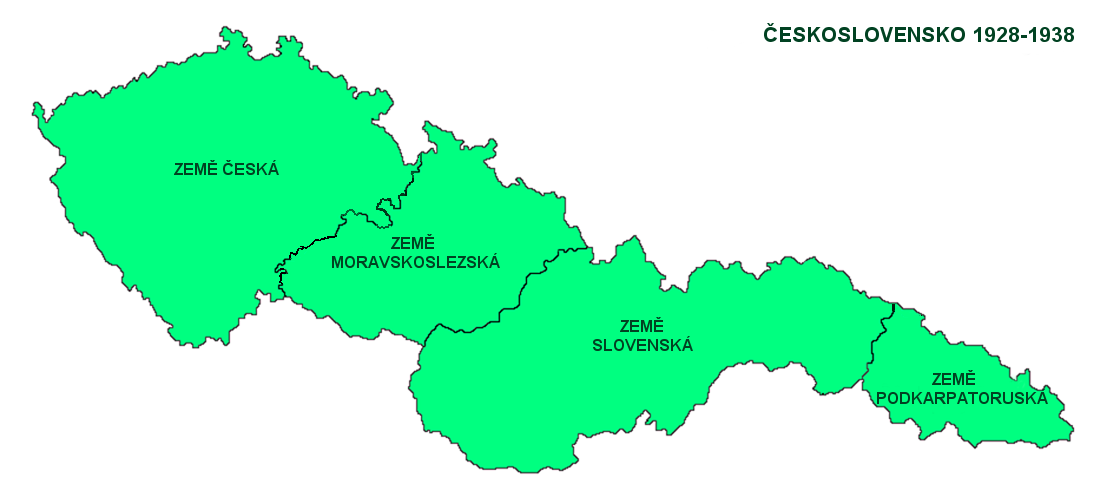 ČESKOSLOVENSKO 1928-1938
ZEMĚ ČESKÁ
ZEMĚ
MORAVSKOSLEZSKÁ
ZEMĚ
SLOVENSKÁ
ZEMĚ
PODKARPATORUSKÁ